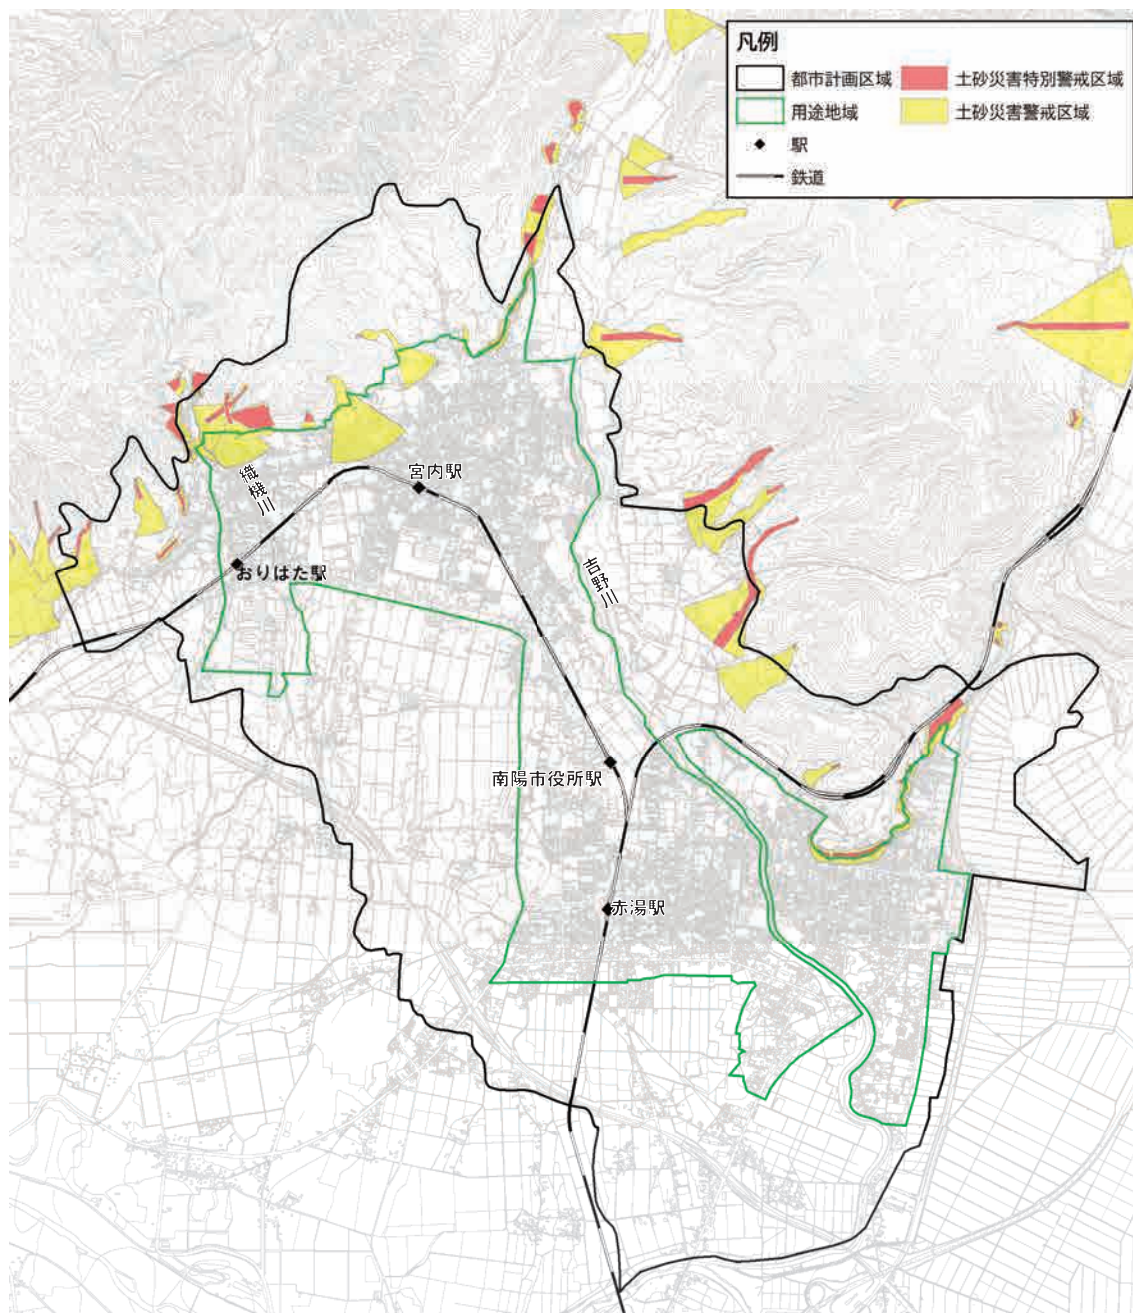 凡例
都市計画区域
土砂災害特別警戒区域
用途地域
土砂災害警戒区域
駅
鉄道
宮内駅
織機川
おりはた駅
吉野川
南陽市役所駅
赤湯駅